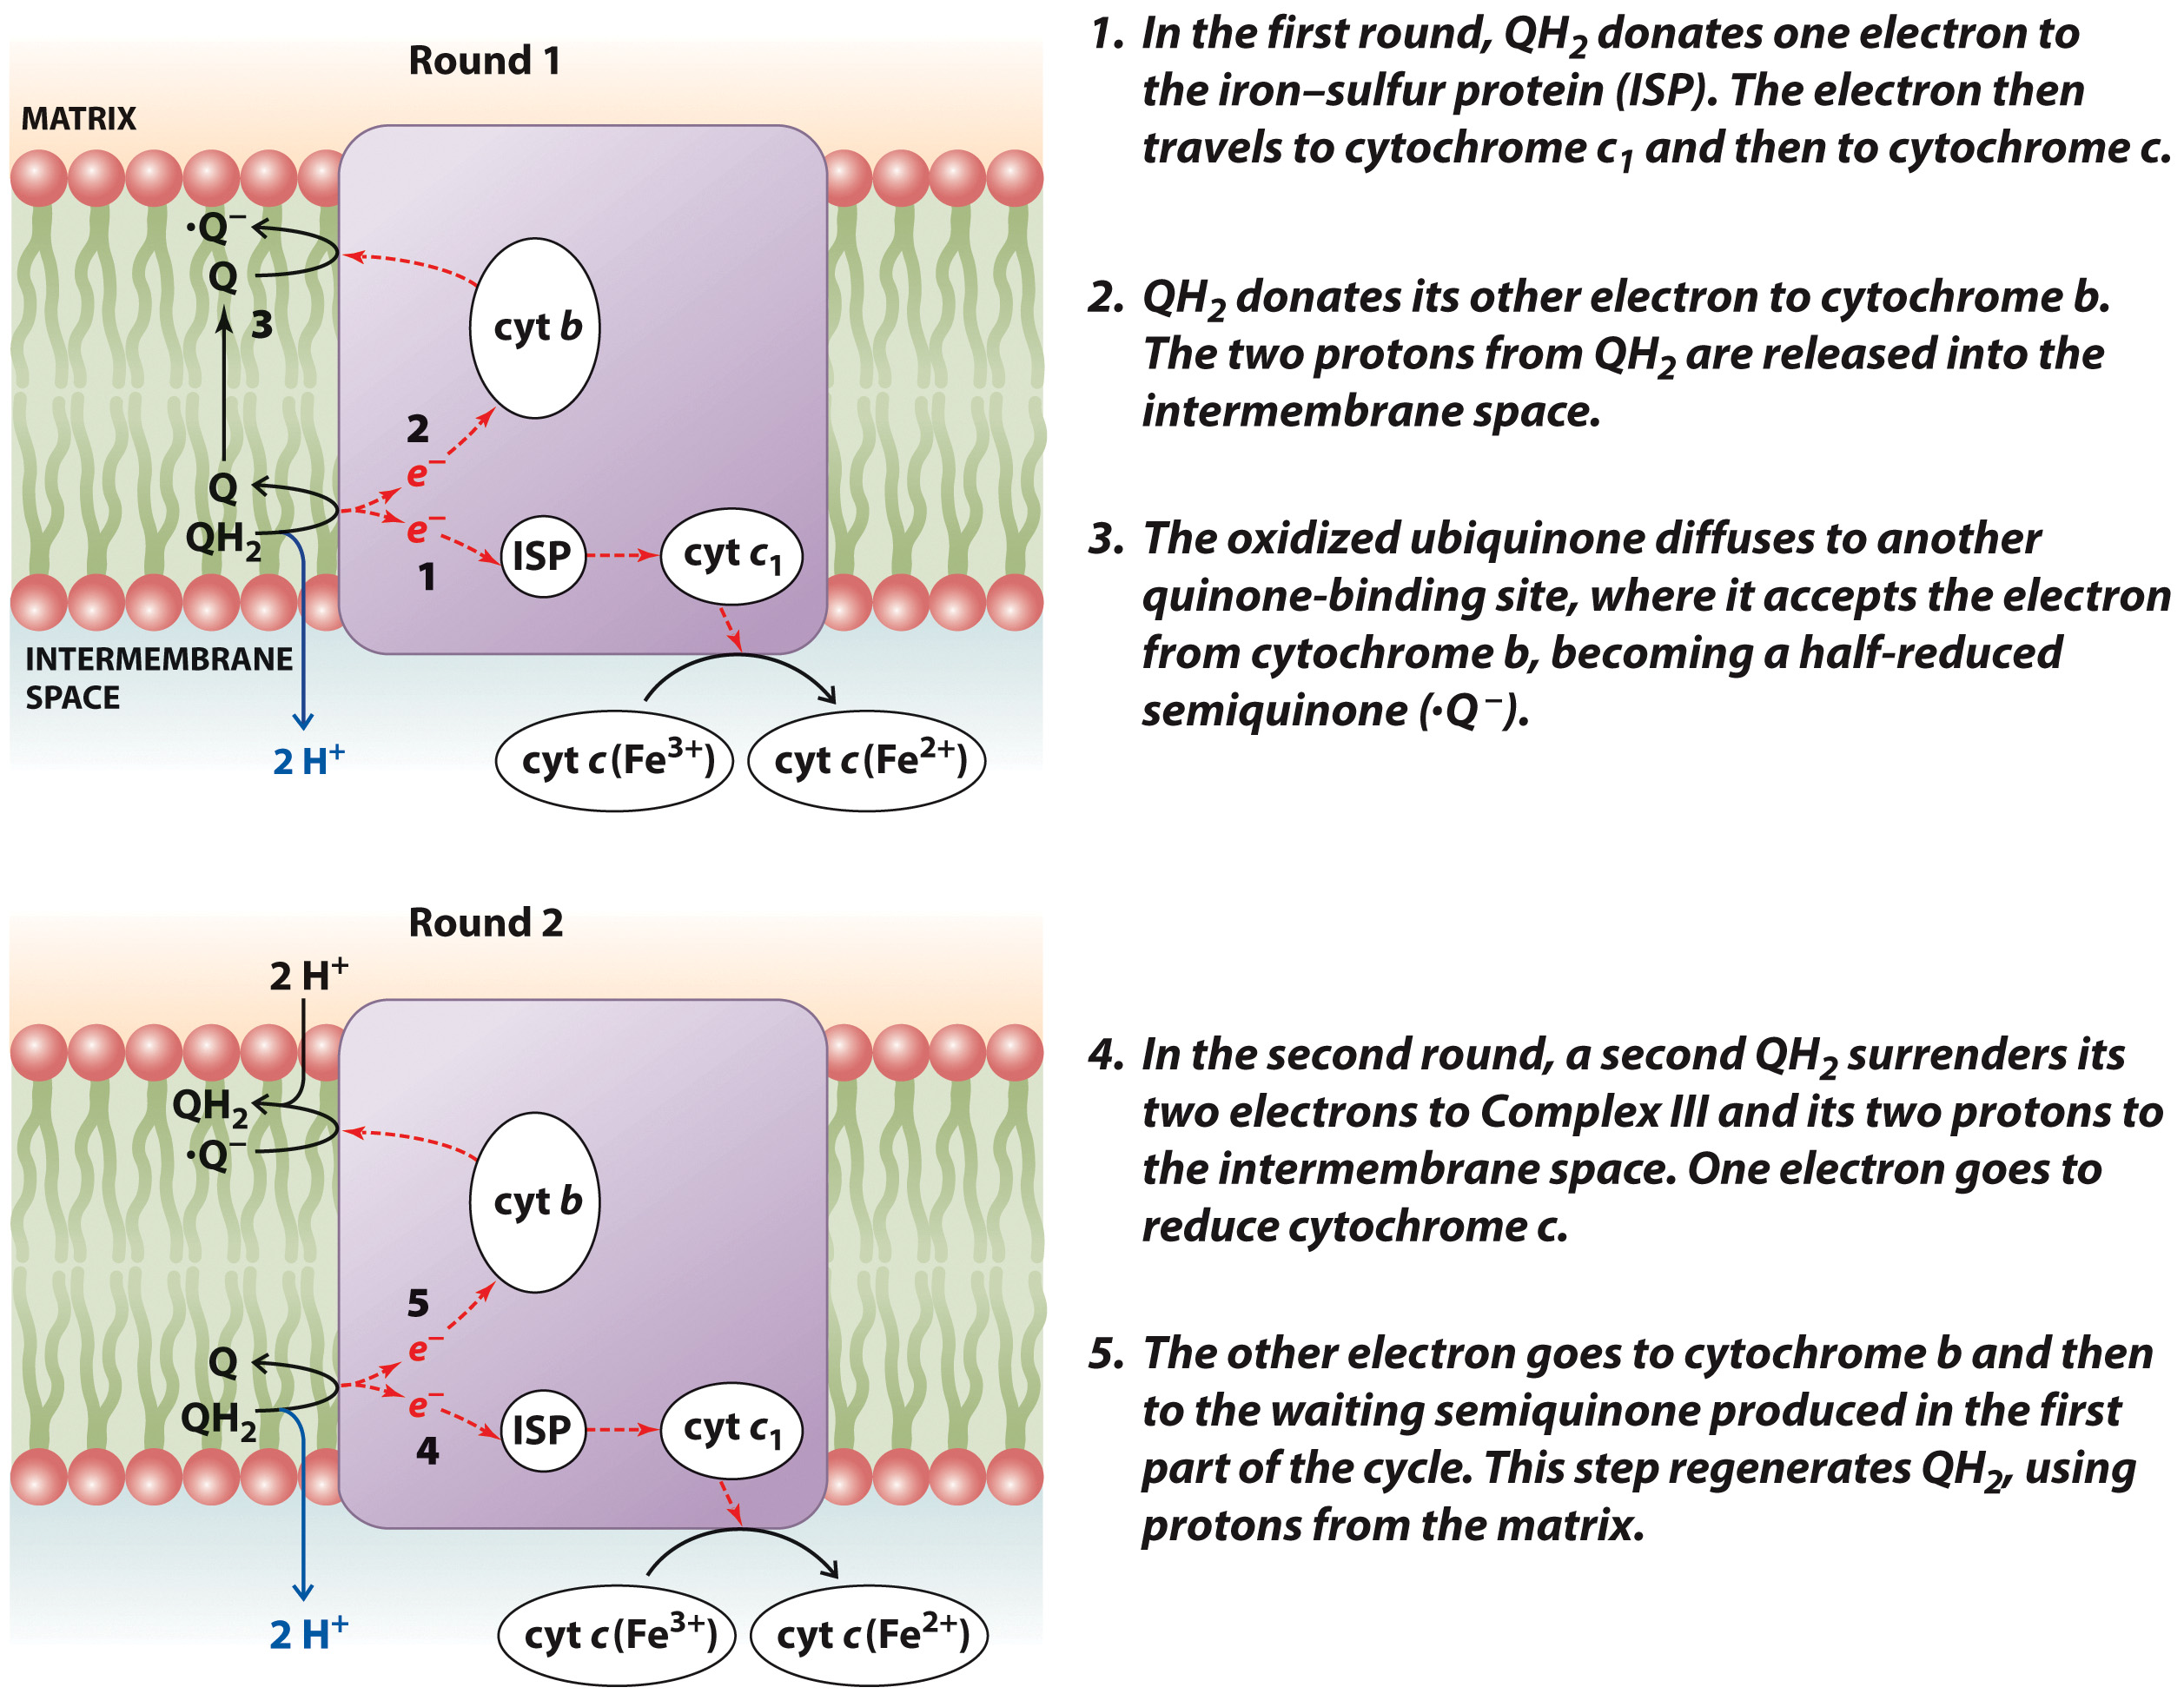 Round 1
MATRIX
•Q⁻
Q
3
cyt b
2
e⁻
Q
QH₂
e⁻
1
ISP
cyt c₁
INTERMEMBRANE
SPACE
2 H⁺
cyt c (Fe³⁺)
cyt c (Fe²⁺)
1. In the first round, QH₂ donates one electron to
the iron–sulfur protein (ISP). The electron then
travels to cytochrome c₁ and then to cytochrome c.
2. QH₂ donates its other electron to cytochrome b.
The two protons from QH₂ are released into the
intermembrane space.
3. The oxidized ubiquinone diffuses to another
quinone-binding site, where it accepts the electron
from cytochrome b, becoming a half-reduced
semiquinone (•Q⁻).
Round 2
2 H⁺
QH₂
•Q⁻
cyt b
5
e⁻
Q
QH₂
e⁻
4
ISP
cyt c₁
2 H⁺
cyt c (Fe³⁺)
cyt c (Fe²⁺)
4. In the second round, a second QH₂ surrenders its
two electrons to Complex III and its two protons to
the intermembrane space. One electron goes to
reduce cytochrome c.
5. The other electron goes to cytochrome b and then
to the waiting semiquinone produced in the first
part of the cycle. This step regenerates QH₂, using
protons from the matrix.